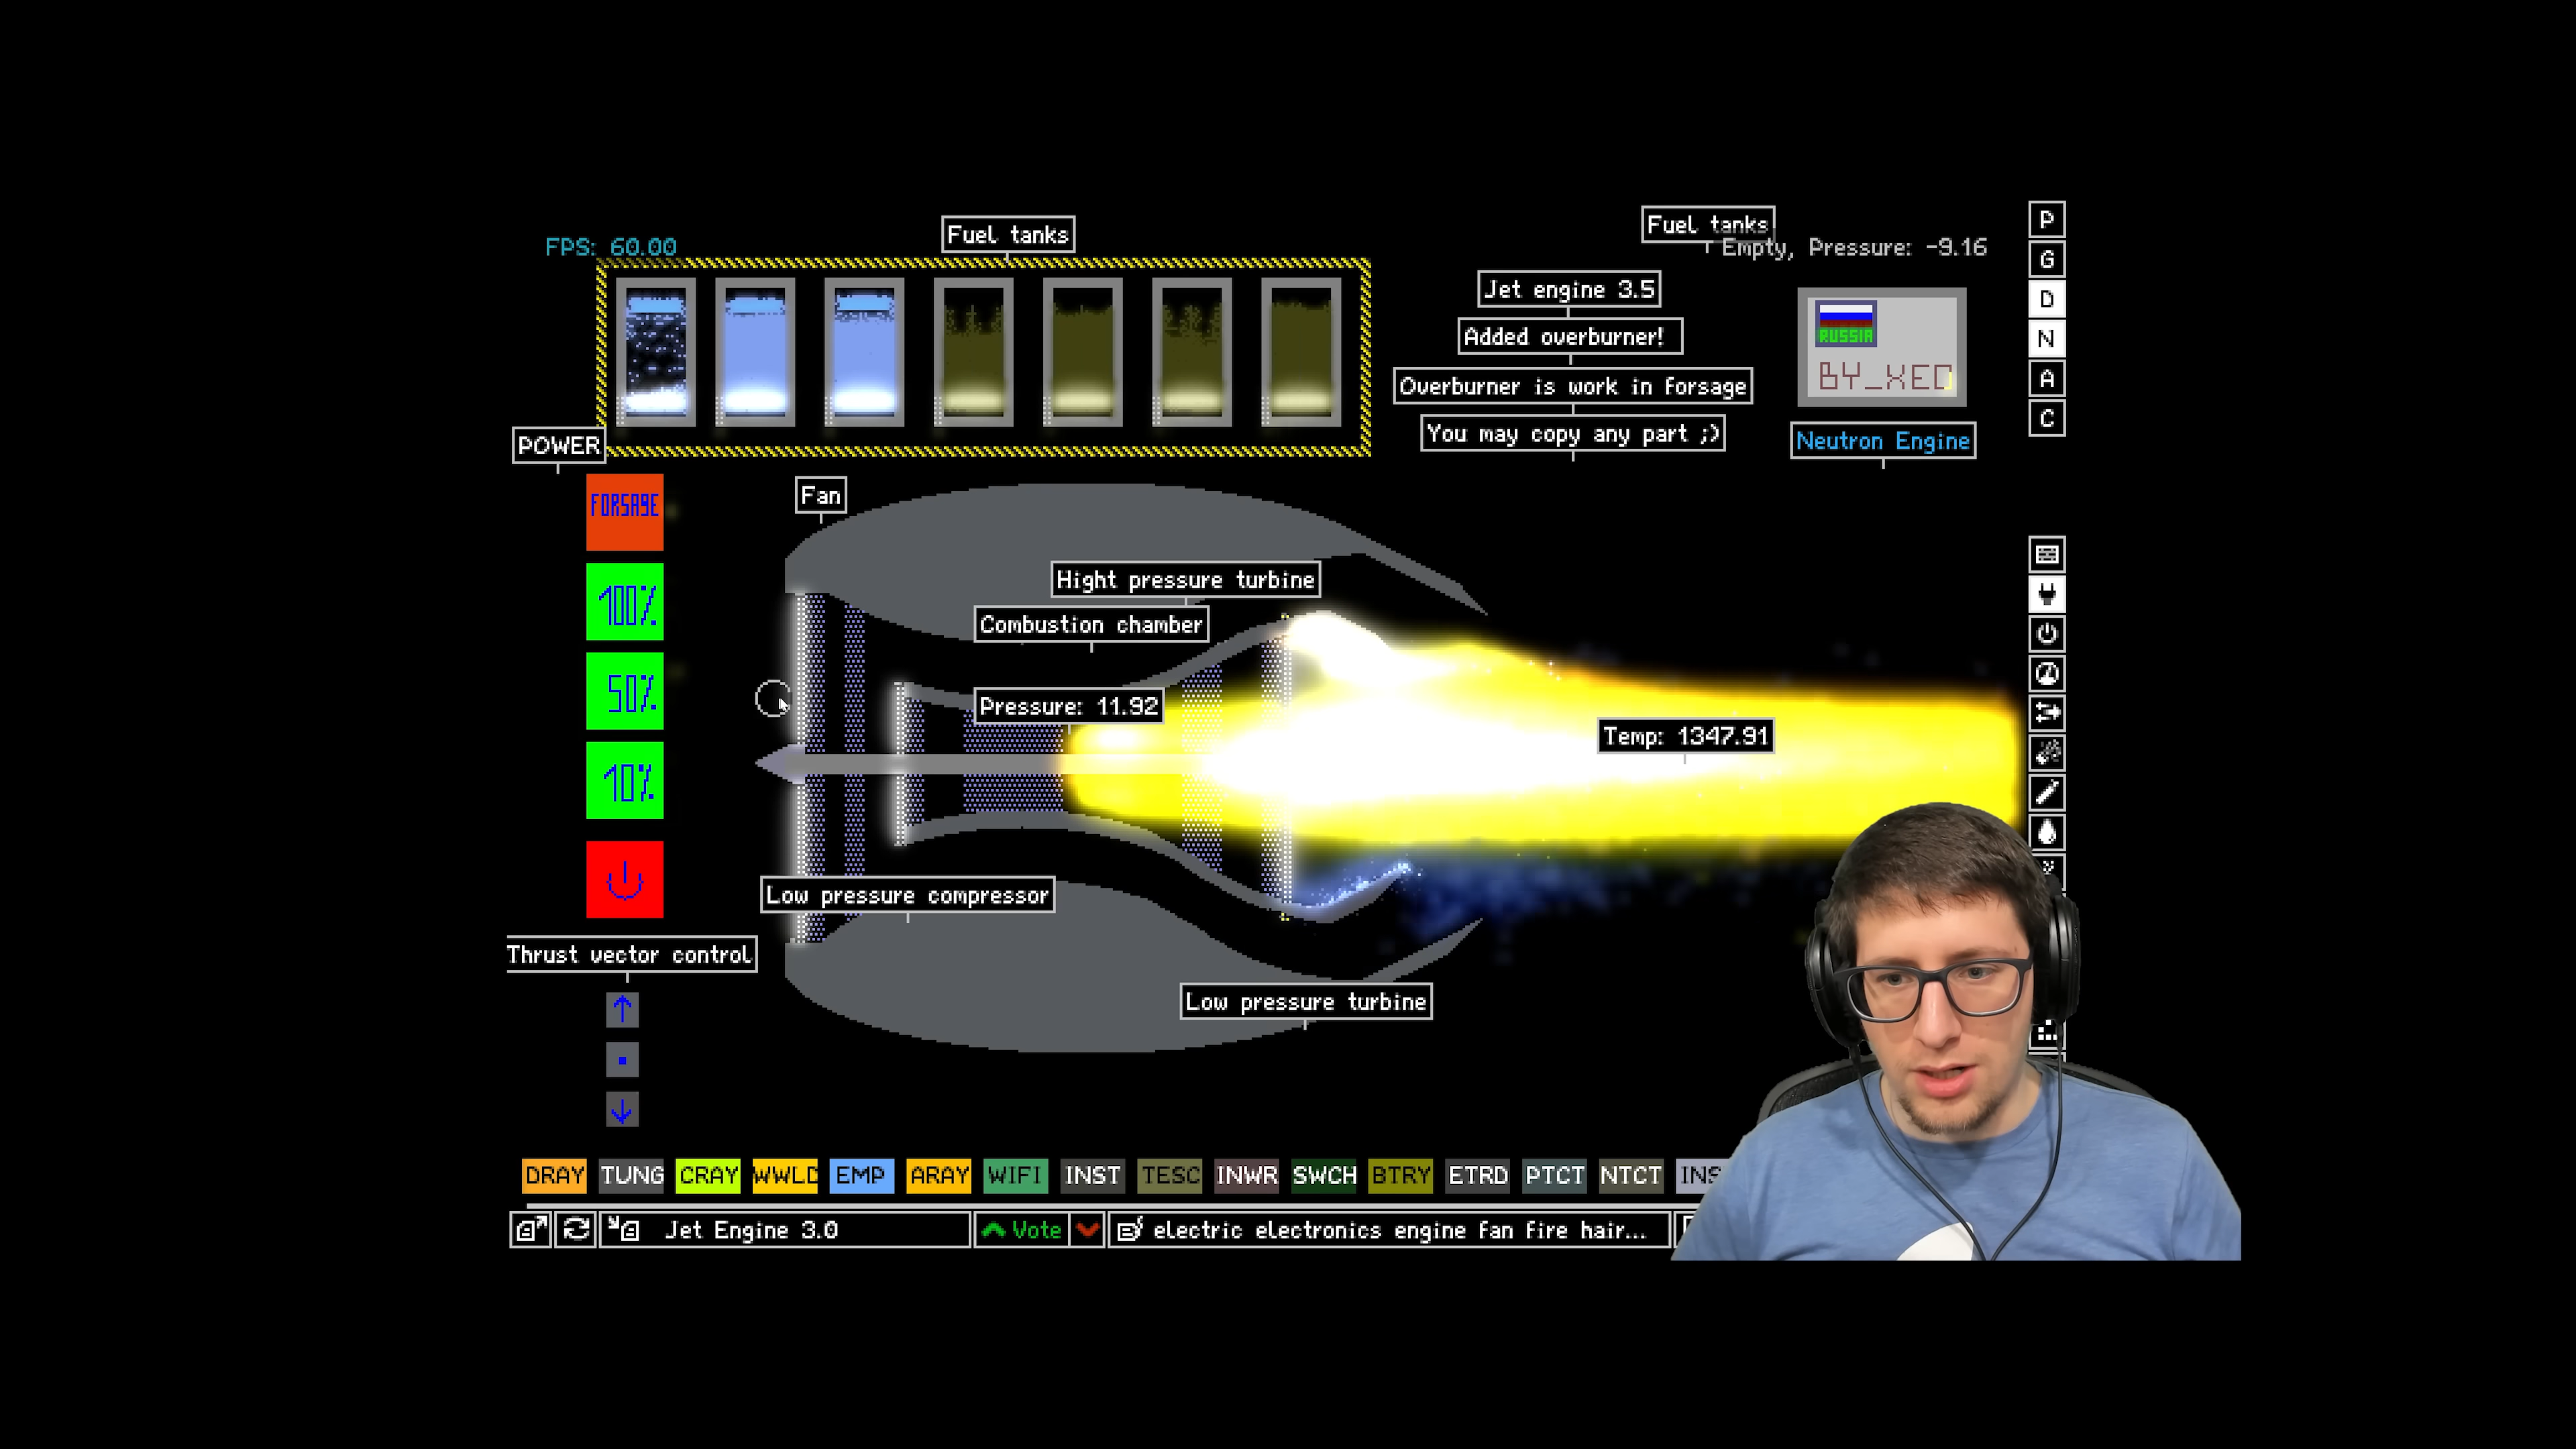 Fuel tanks
Fuel tanks
P
FPS: 60.00
Empty, Pressure: -9.16
G
Jet engine 3.5
D
RUSSIA
Added overburner!
N
BY_XEO
Overburner is work in forsage
A
You may copy any part ;)
C
POWER
Neutron Engine
FORSAGE
Fan
Hight pressure turbine
100%
Combustion chamber
50%
Pressure: 11.92
Temp: 1347.91
10%
Low pressure compressor
Thrust vector control
Low pressure turbine
DRAY TUNG CRAY WWLD EMP ARAY WIFI INST TESC INWR SWCH BTRY ETRD PTCT NTCT INS
Jet Engine 3.0
Vote
electric electronics engine fan fire hair...